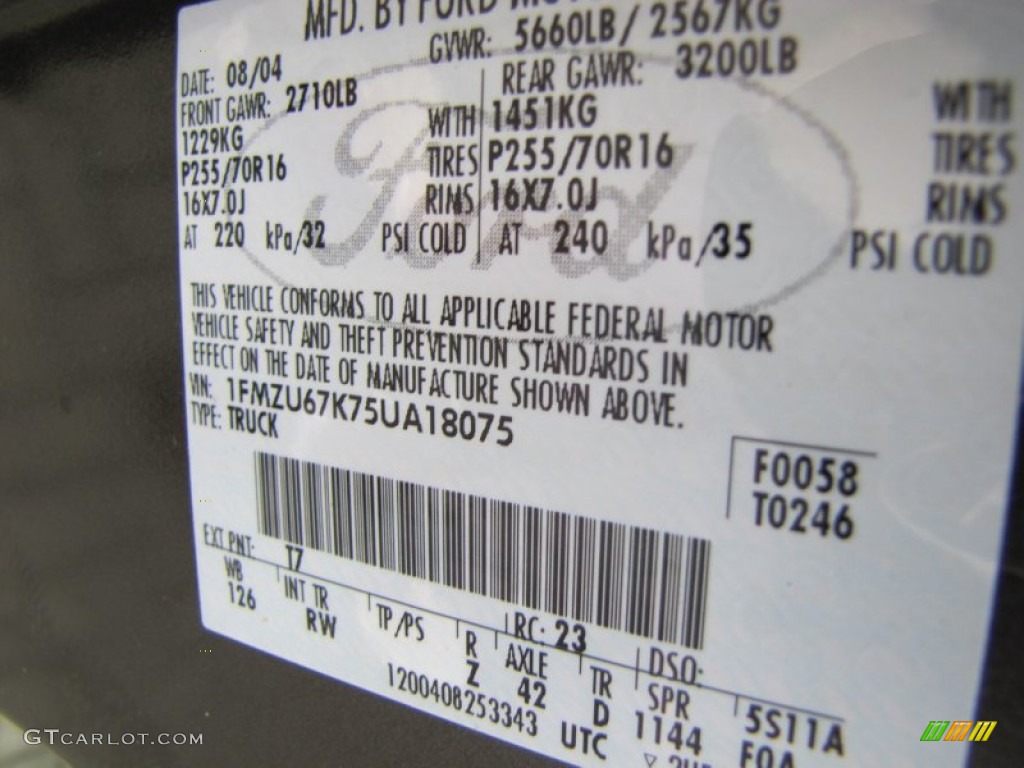 MFD. BY FORD
GVWR: 5660LB / 2567KG
DATE: 08/04
FRONT GAWR: 2710LB
REAR GAWR: 3200LB
1229KG WITH 1451KG WITH
P255/70R16 TIRES P255/70R16 TIRES
16X7.0J RIMS 16X7.0J RIMS
AT 220 kPa/32 PSI COLD AT 240 kPa/35 PSI COLD
Ford
THIS VEHICLE CONFORMS TO ALL APPLICABLE FEDERAL MOTOR
VEHICLE SAFETY AND THEFT PREVENTION STANDARDS IN
EFFECT ON THE DATE OF MANUFACTURE SHOWN ABOVE.
VIN: 1FMZU67K75UA18075
TYPE: TRUCK
F0058
T0246
EXT PNT: T7 RC: 23 DSO:
WB INT TR TP/PS R AXLE TR SPR 5S11A
126 RW Z 42 D 1144 F0A
1200408253343 UTC
GTCARLOT.COM